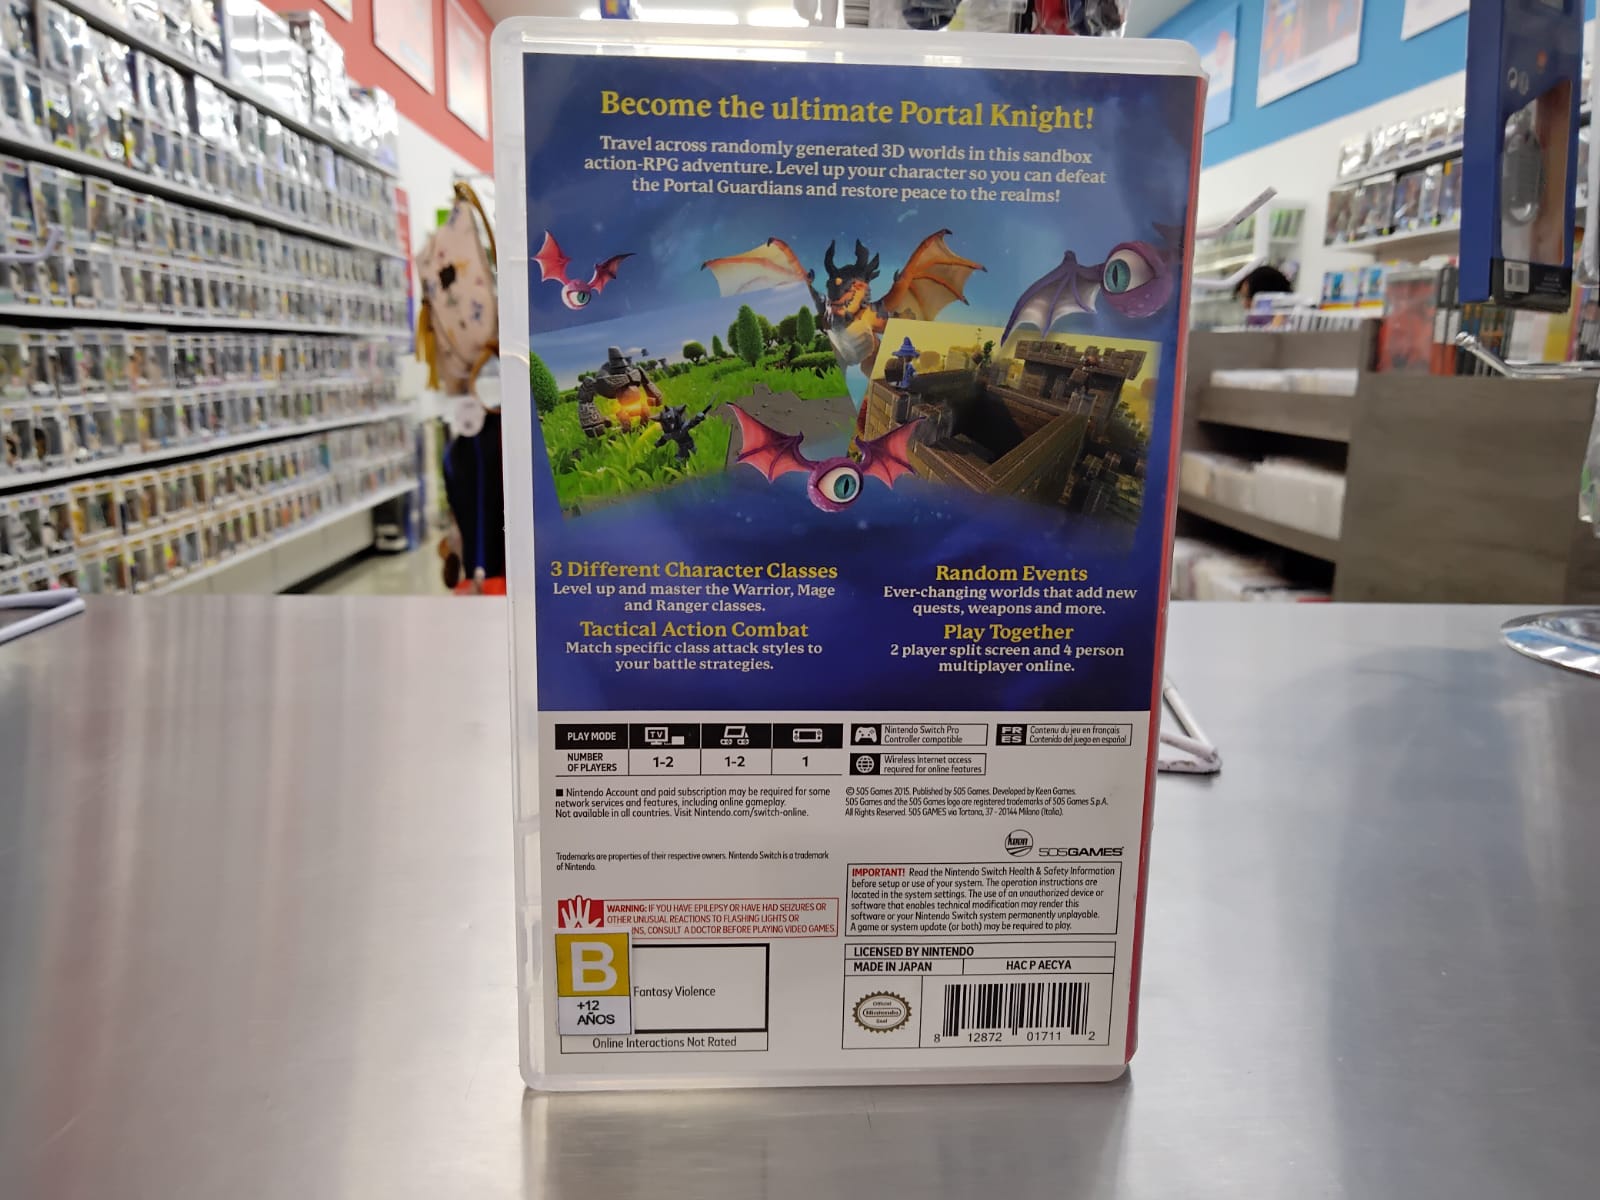 Become the ultimate Portal Knight!
Travel across randomly generated 3D worlds in this sandbox
action-RPG adventure. Level up your character so you can defeat
the Portal Guardians and restore peace to the realms!
3 Different Character Classes
Level up and master the Warrior, Mage
and Ranger classes.
Tactical Action Combat
Match specific class attack styles to
your battle strategies.
Random Events
Ever-changing worlds that add new
quests, weapons and more.
Play Together
2 player split screen and 4 person
multiplayer online.
PLAY MODE
TV
NUMBER
OF PLAYERS
1-2
1-2
1
Nintendo Switch Pro
Controller compatible
FR
ES
Contenu du jeu en français
Contenido del juego en español
Wireless Internet access
required for online features
■ Nintendo Account and paid subscription may be required for some
network services and features, including online gameplay.
Not available in all countries. Visit Nintendo.com/switch-online.
© 505 Games 2015. Published by 505 Games. Developed by Keen Games.
505 Games and the 505 Games logo are registered trademarks of 505 Games S.p.A.
All Rights Reserved. 505 GAMES via Tortona, 37 - 20144 Milano (Italia).
Trademarks are properties of their respective owners. Nintendo Switch is a trademark
of Nintendo.
keen
505GAMES
WARNING: IF YOU HAVE EPILEPSY OR HAVE HAD SEIZURES OR
OTHER UNUSUAL REACTIONS TO FLASHING LIGHTS OR
NS, CONSULT A DOCTOR BEFORE PLAYING VIDEO GAMES.
IMPORTANT! Read the Nintendo Switch Health & Safety Information
before setup or use of your system. The operation instructions are
located in the system settings. The use of an unauthorized device or
software that enables technical modification may render this
software or your Nintendo Switch system permanently unplayable.
A game or system update (or both) may be required to play.
B
+12
AÑOS
Fantasy Violence
Online Interactions Not Rated
LICENSED BY NINTENDO
MADE IN JAPAN
HAC P AECYA
Official
Nintendo
Seal
8 12872 01711 2